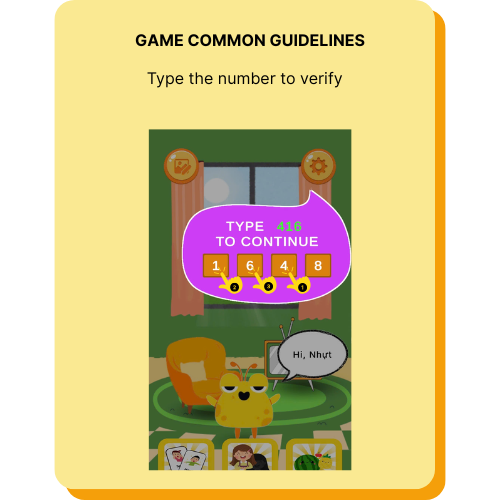 GAME COMMON GUIDELINES
Type the number to verify
TYPE 416
TO CONTINUE
1 6 4 8
2 3 1
Hi, Nhựt